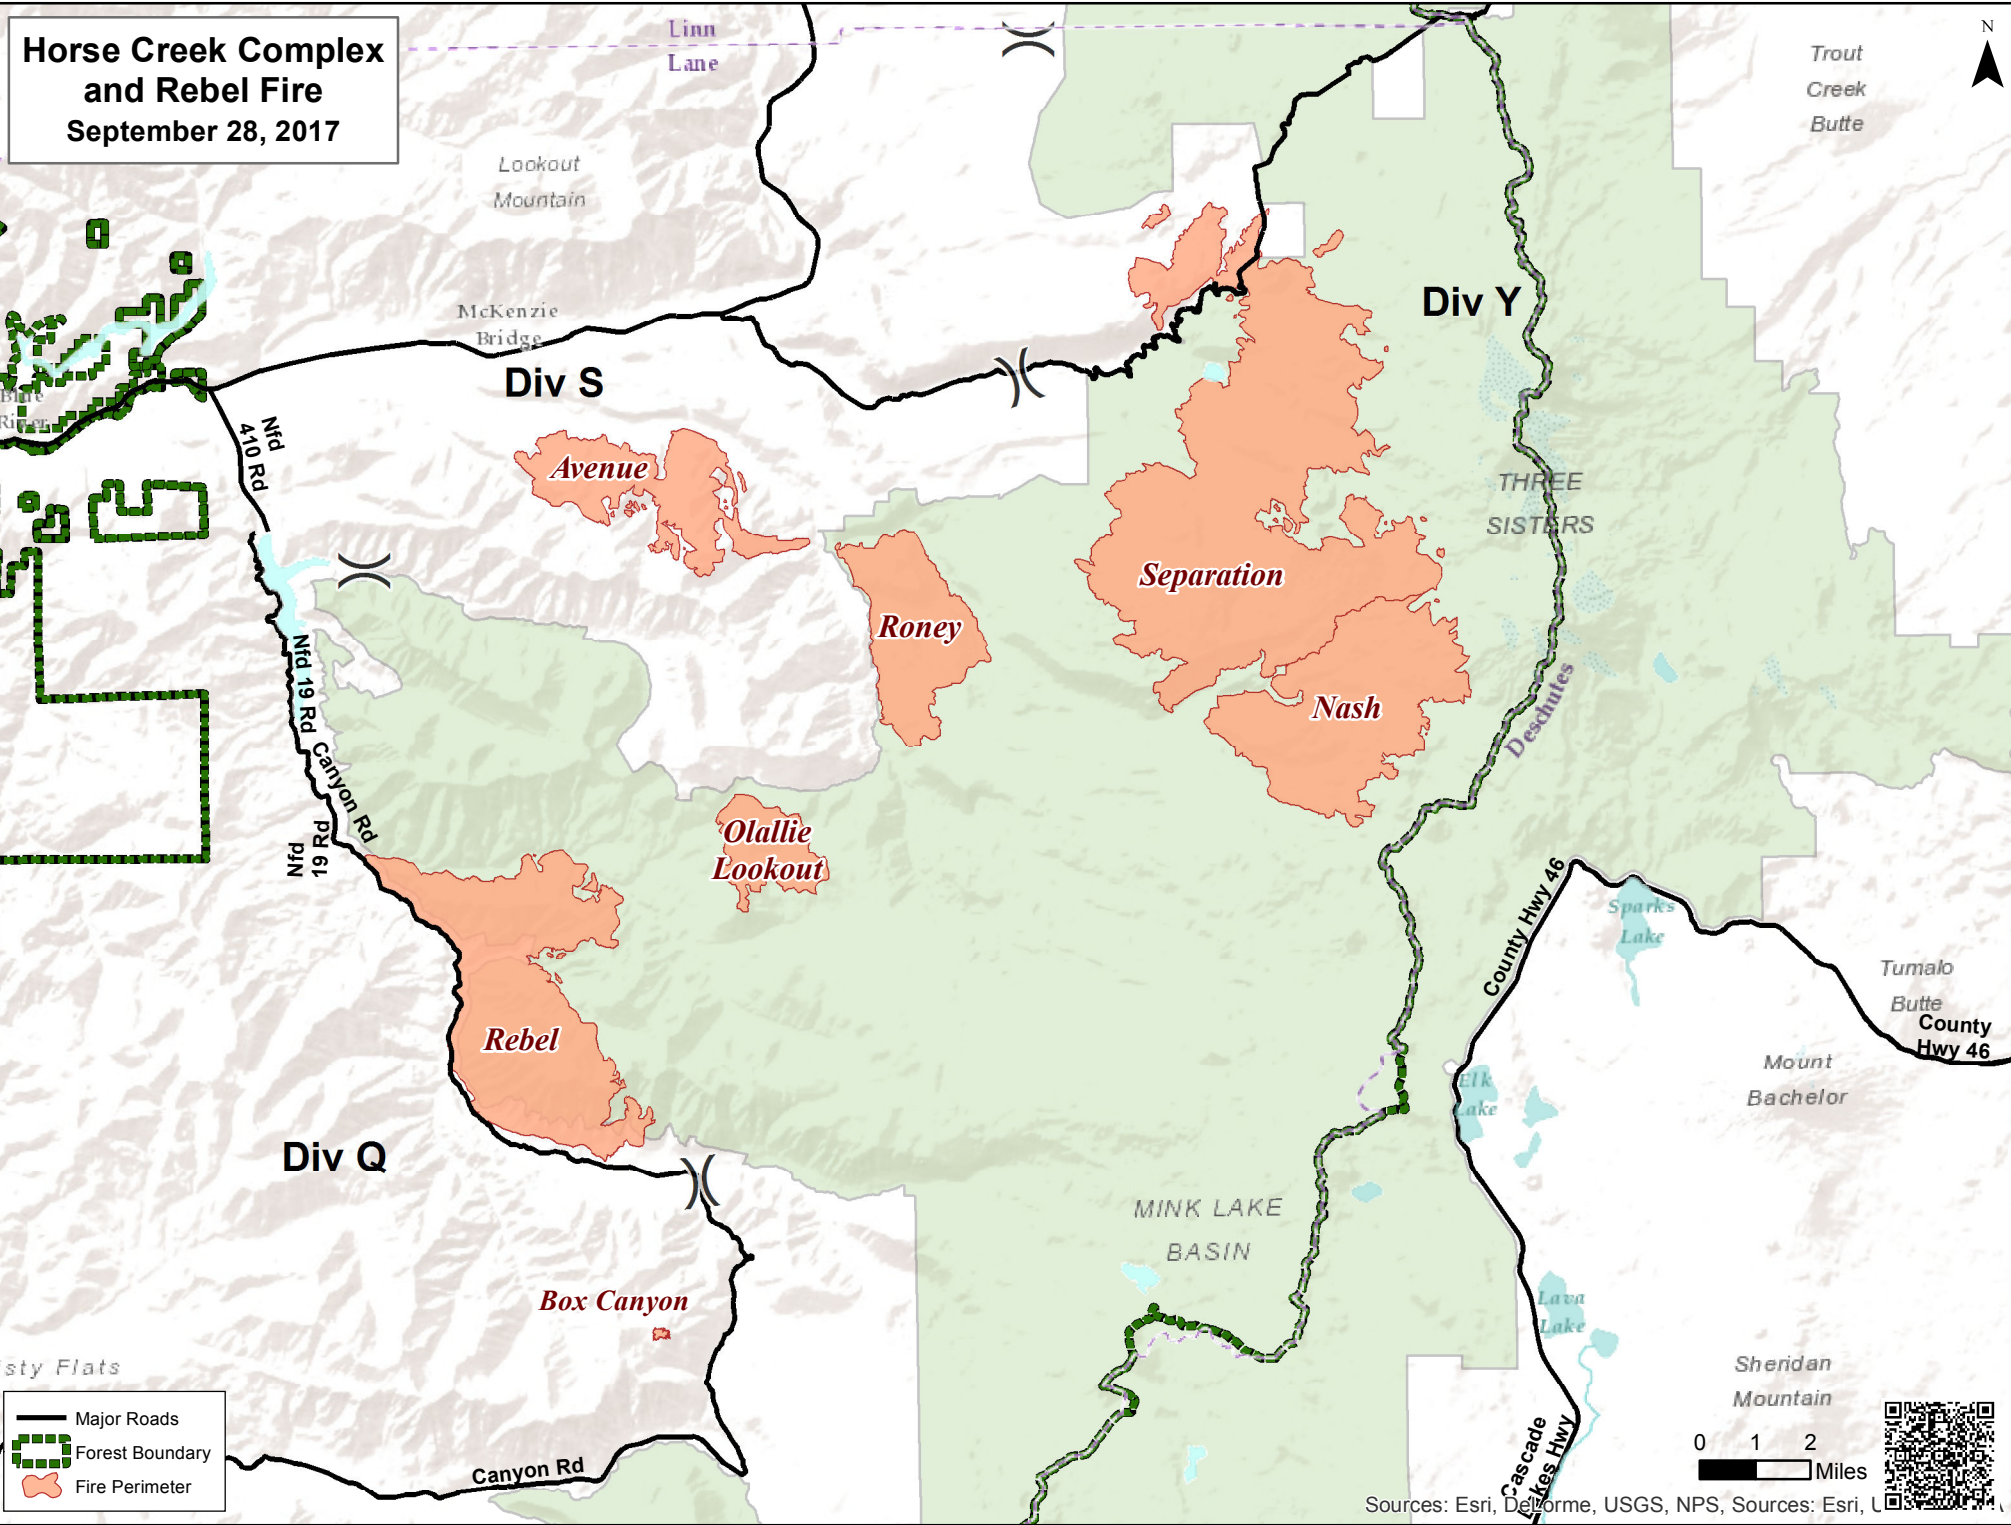 Horse Creek Complex
and Rebel Fire
September 28, 2017
Linn
Lane
N
Trout
Creek
Butte
Lookout
Mountain
McKenzie
Bridge
Div S
Div Y
Blue
River
Nfd
410 Rd
Avenue
THREE
SISTERS
Separation
Roney
Nash
Deschutes
Nfd 19 Rd
Canyon Rd
Nfd
19 Rd
Olallie
Lookout
County Hwy 46
Sparks
Lake
Tumalo
Butte
County
Hwy 46
Rebel
Elk
Lake
Mount
Bachelor
Div Q
MINK LAKE
BASIN
Box Canyon
Lava
Lake
Sheridan
Mountain
sty Flats
Major Roads
Forest Boundary
Fire Perimeter
Canyon Rd
Cascade
Lakes Hwy
0 1 2
Miles
Sources: Esri, DeLorme, USGS, NPS, Sources: Esri, U